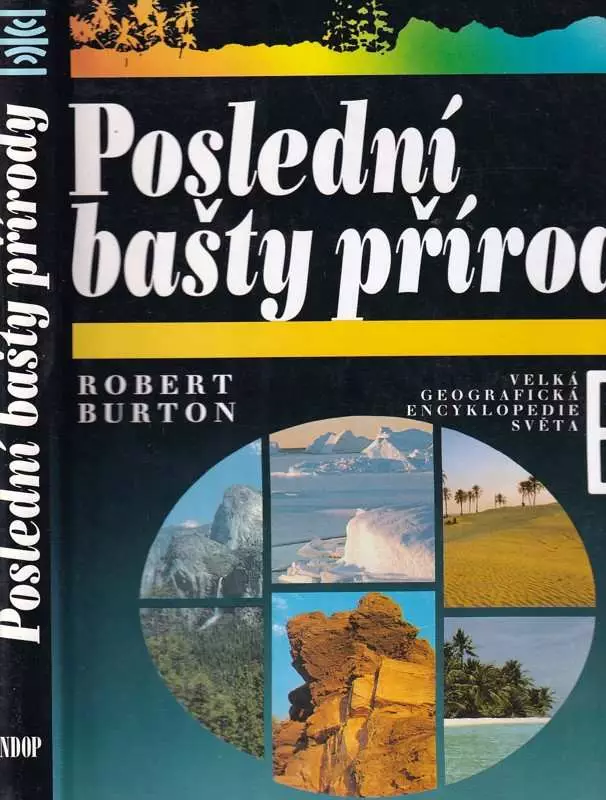 Poslední bašty přírody
NDOP
Poslední
bašty přírod
ROBERT
BURTON
VELKÁ
GEOGRAFICKÁ
ENCYKLOPEDIE
SVĚTA
E